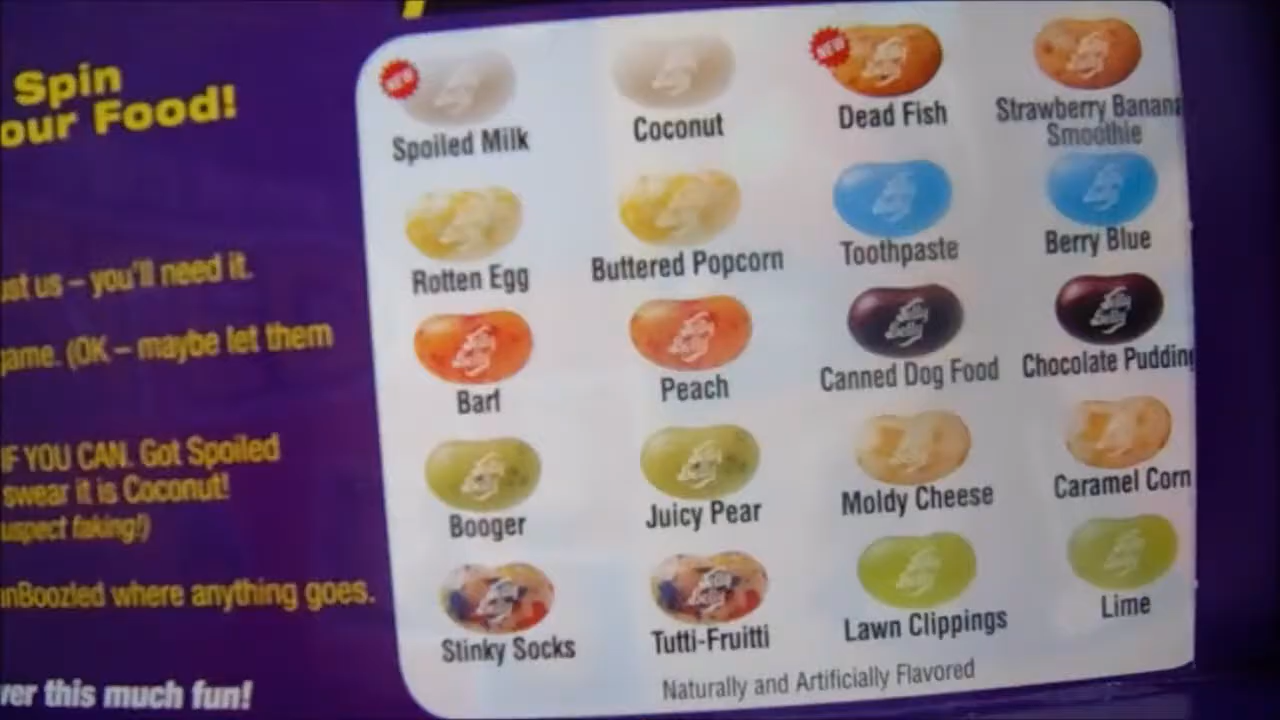 Spin
our Food!
ust us – you'll need it.
game. (OK – maybe let them
IF YOU CAN. Got Spoiled
swear it is Coconut!
uspect faking!)
nBoozled where anything goes.
ver this much fun!
NEW
Spoiled Milk
Coconut
NEW
Dead Fish
Strawberry Banana
Smoothie
Rotten Egg
Buttered Popcorn
Toothpaste
Berry Blue
Barf
Peach
Canned Dog Food
Chocolate Pudding
Booger
Juicy Pear
Moldy Cheese
Caramel Corn
Stinky Socks
Tutti-Fruitti
Lawn Clippings
Lime
Naturally and Artificially Flavored